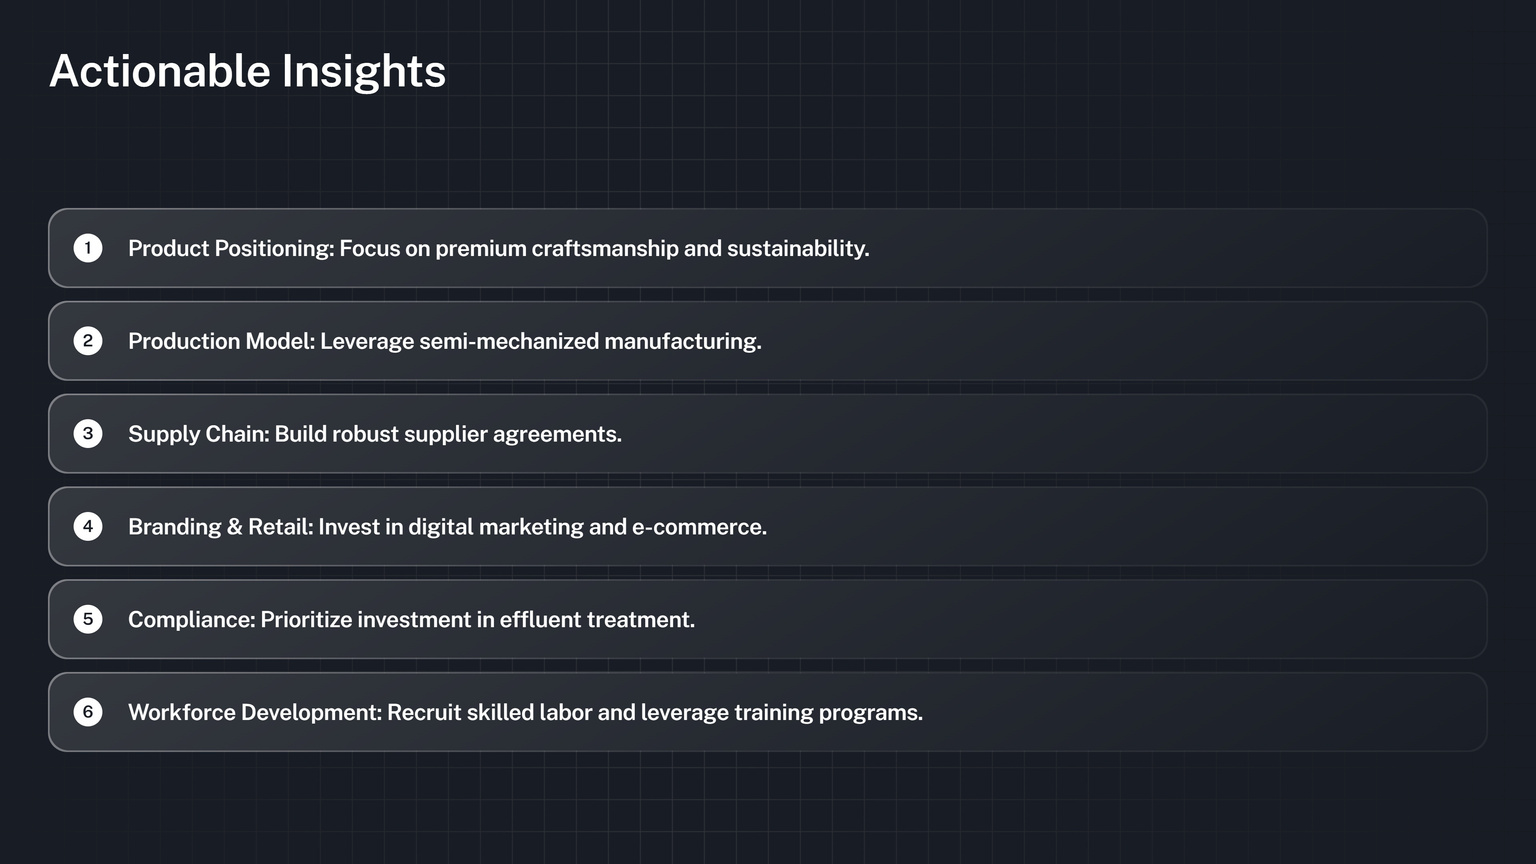 Actionable Insights
1 Product Positioning: Focus on premium craftsmanship and sustainability.
2 Production Model: Leverage semi-mechanized manufacturing.
3 Supply Chain: Build robust supplier agreements.
4 Branding & Retail: Invest in digital marketing and e-commerce.
5 Compliance: Prioritize investment in effluent treatment.
6 Workforce Development: Recruit skilled labor and leverage training programs.